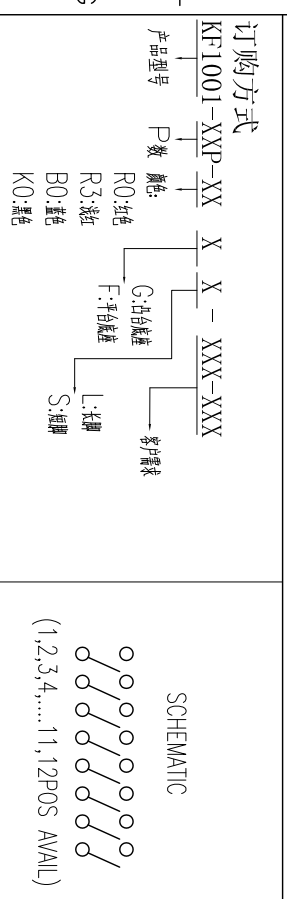 订购方式
KF1001-XXP-XX X X - XXX-XXX
产品型号
P数
颜色:
R0:红色
R3:浅红
B0:蓝色
K0:黑色
G:凸台底座
F:平台底座
L:长脚
S:短脚
客户需求
SCHEMATIC
(1,2,3,4,....11,12POS AVAIL)